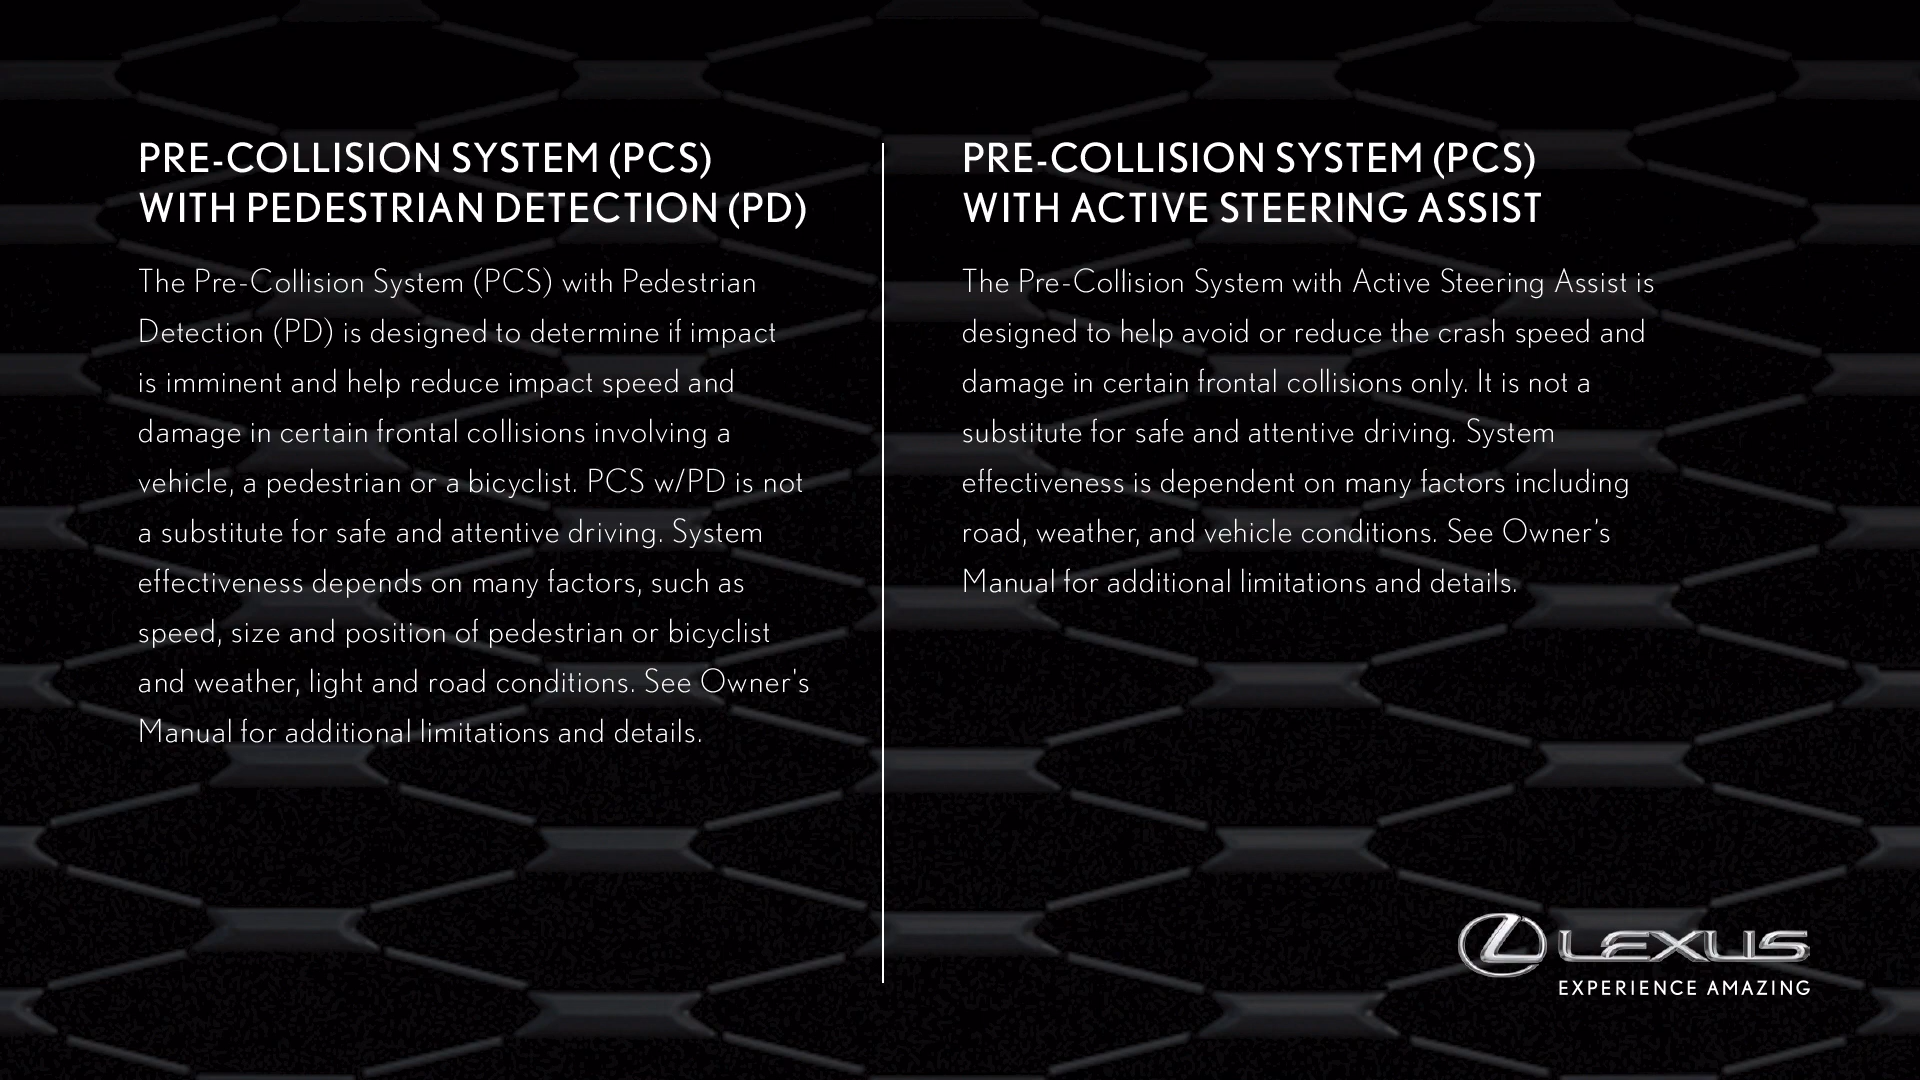 PRE-COLLISION SYSTEM (PCS)
WITH PEDESTRIAN DETECTION (PD)
The Pre-Collision System (PCS) with Pedestrian
Detection (PD) is designed to determine if impact
is imminent and help reduce impact speed and
damage in certain frontal collisions involving a
vehicle, a pedestrian or a bicyclist. PCS w/PD is not
a substitute for safe and attentive driving. System
effectiveness depends on many factors, such as
speed, size and position of pedestrian or bicyclist
and weather, light and road conditions. See Owner's
Manual for additional limitations and details.
PRE-COLLISION SYSTEM (PCS)
WITH ACTIVE STEERING ASSIST
The Pre-Collision System with Active Steering Assist is
designed to help avoid or reduce the crash speed and
damage in certain frontal collisions only. It is not a
substitute for safe and attentive driving. System
effectiveness is dependent on many factors including
road, weather, and vehicle conditions. See Owner’s
Manual for additional limitations and details.
LEXUS
EXPERIENCE AMAZING